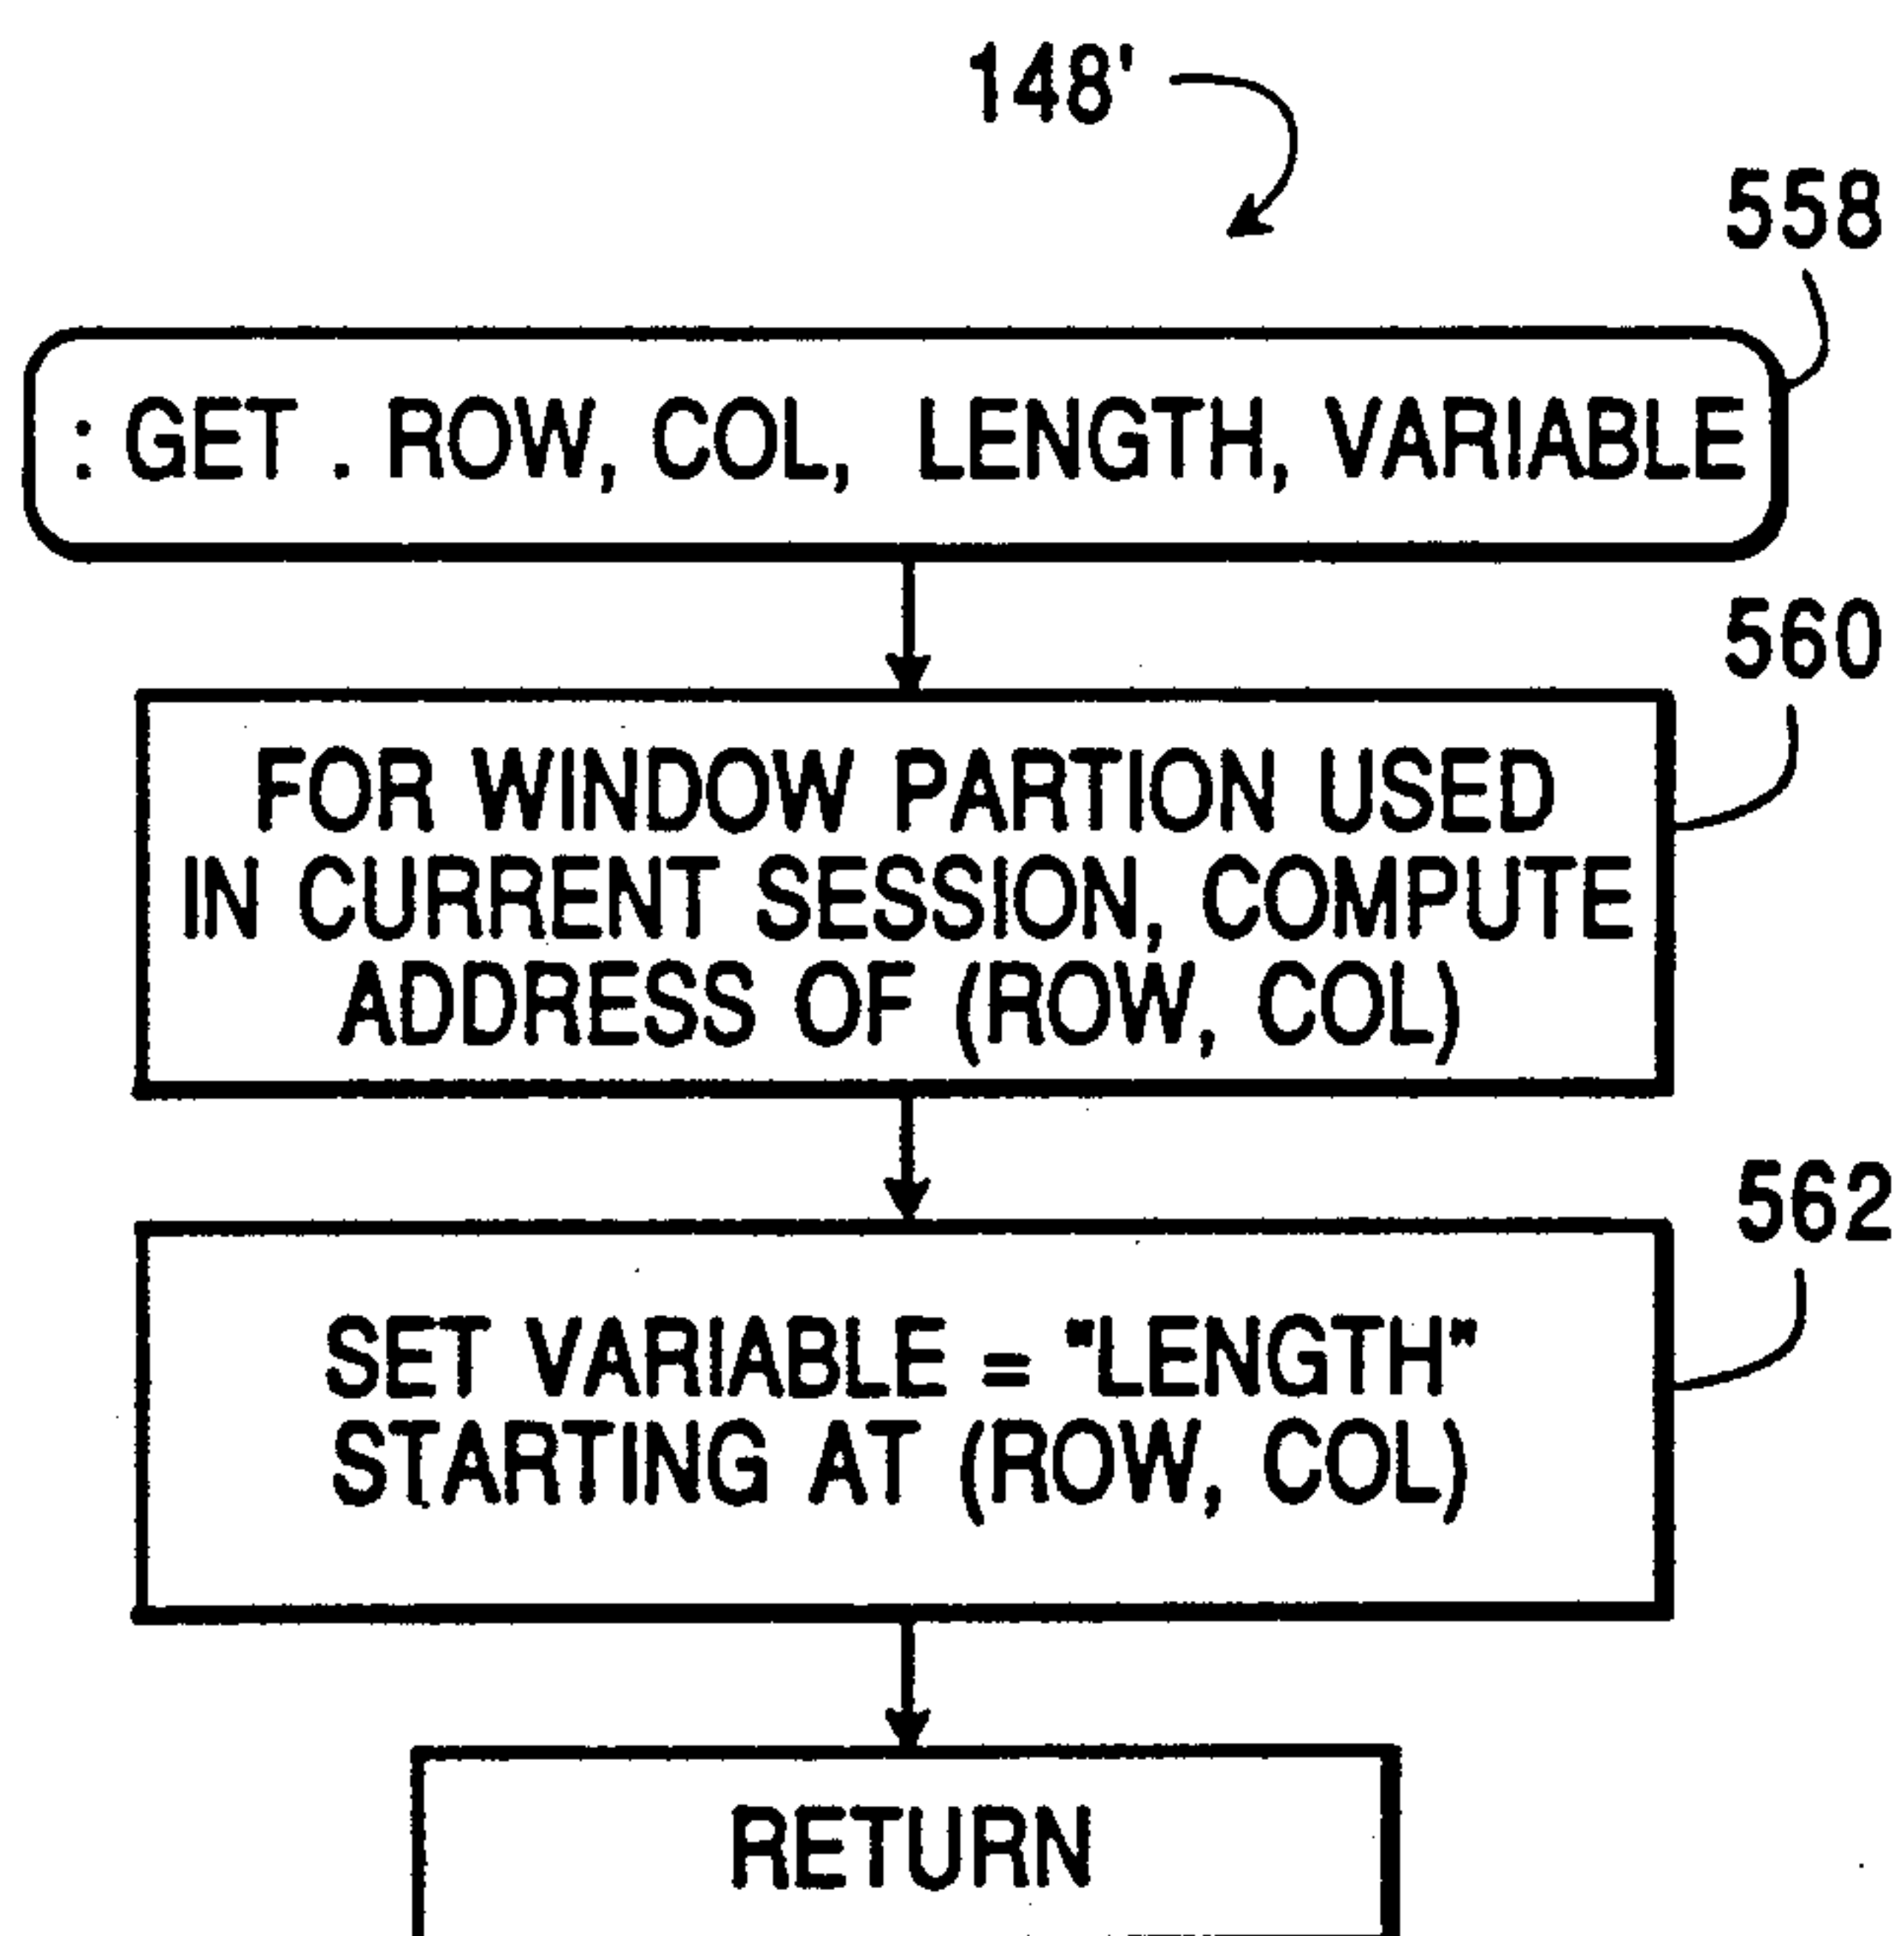 148'
558
: GET . ROW, COL, LENGTH, VARIABLE
560
FOR WINDOW PARTION USED
IN CURRENT SESSION, COMPUTE
ADDRESS OF (ROW, COL)
562
SET VARIABLE = "LENGTH"
STARTING AT (ROW, COL)
RETURN